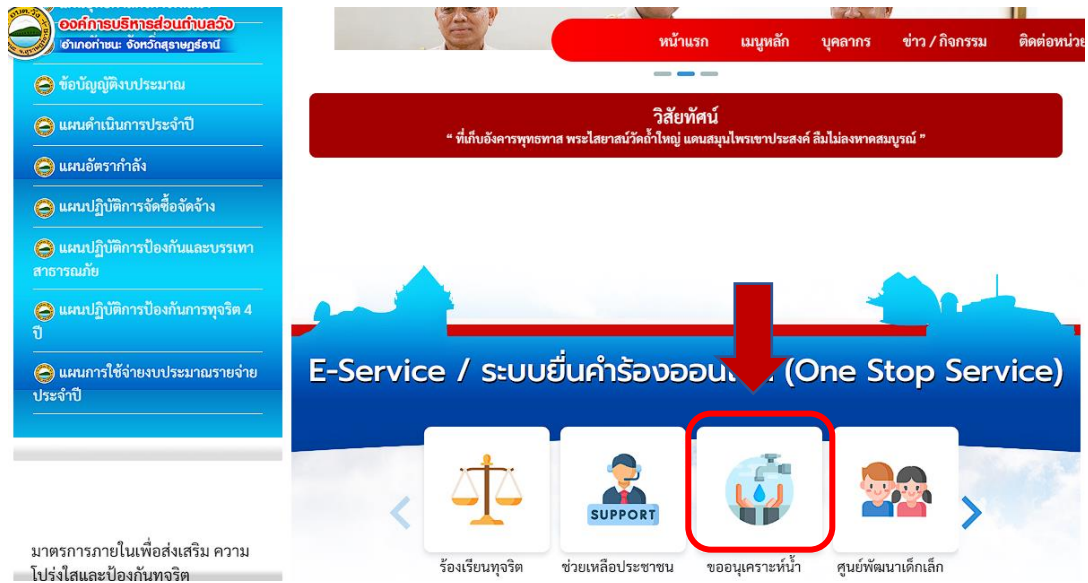 องค์การบริหารส่วนตำบลวัง
อำเภอท่าชนะ จังหวัดสุราษฎร์ธานี
ข้อบัญญัติงบประมาณ
แผนดำเนินการประจำปี
แผนอัตรากำลัง
แผนปฏิบัติการจัดซื้อจัดจ้าง
แผนปฏิบัติการป้องกันและบรรเทา
สาธารณภัย
แผนปฏิบัติการป้องกันการทุจริต 4
ปี
แผนการใช้จ่ายงบประมาณรายจ่าย
ประจำปี
มาตรการภายในเพื่อส่งเสริม ความ
โปร่งใสและป้องกันทุจริต
หน้าแรก เมนูหลัก บุคลากร ข่าว / กิจกรรม ติดต่อหน่วย
วิสัยทัศน์
“ ที่เก็บอังคารพุทธทาส พระไสยาสน์วัดถ้ำใหญ่ แดนสมุนไพรเขาประสงค์ ลืมไม่ลงหาดสมบูรณ์ ”
E-Service / ระบบยื่นคำร้องออนไลน์ (One Stop Service)
SUPPORT
ร้องเรียนทุจริต ช่วยเหลือประชาชน ขออนุเคราะห์น้ำ ศูนย์พัฒนาเด็กเล็ก